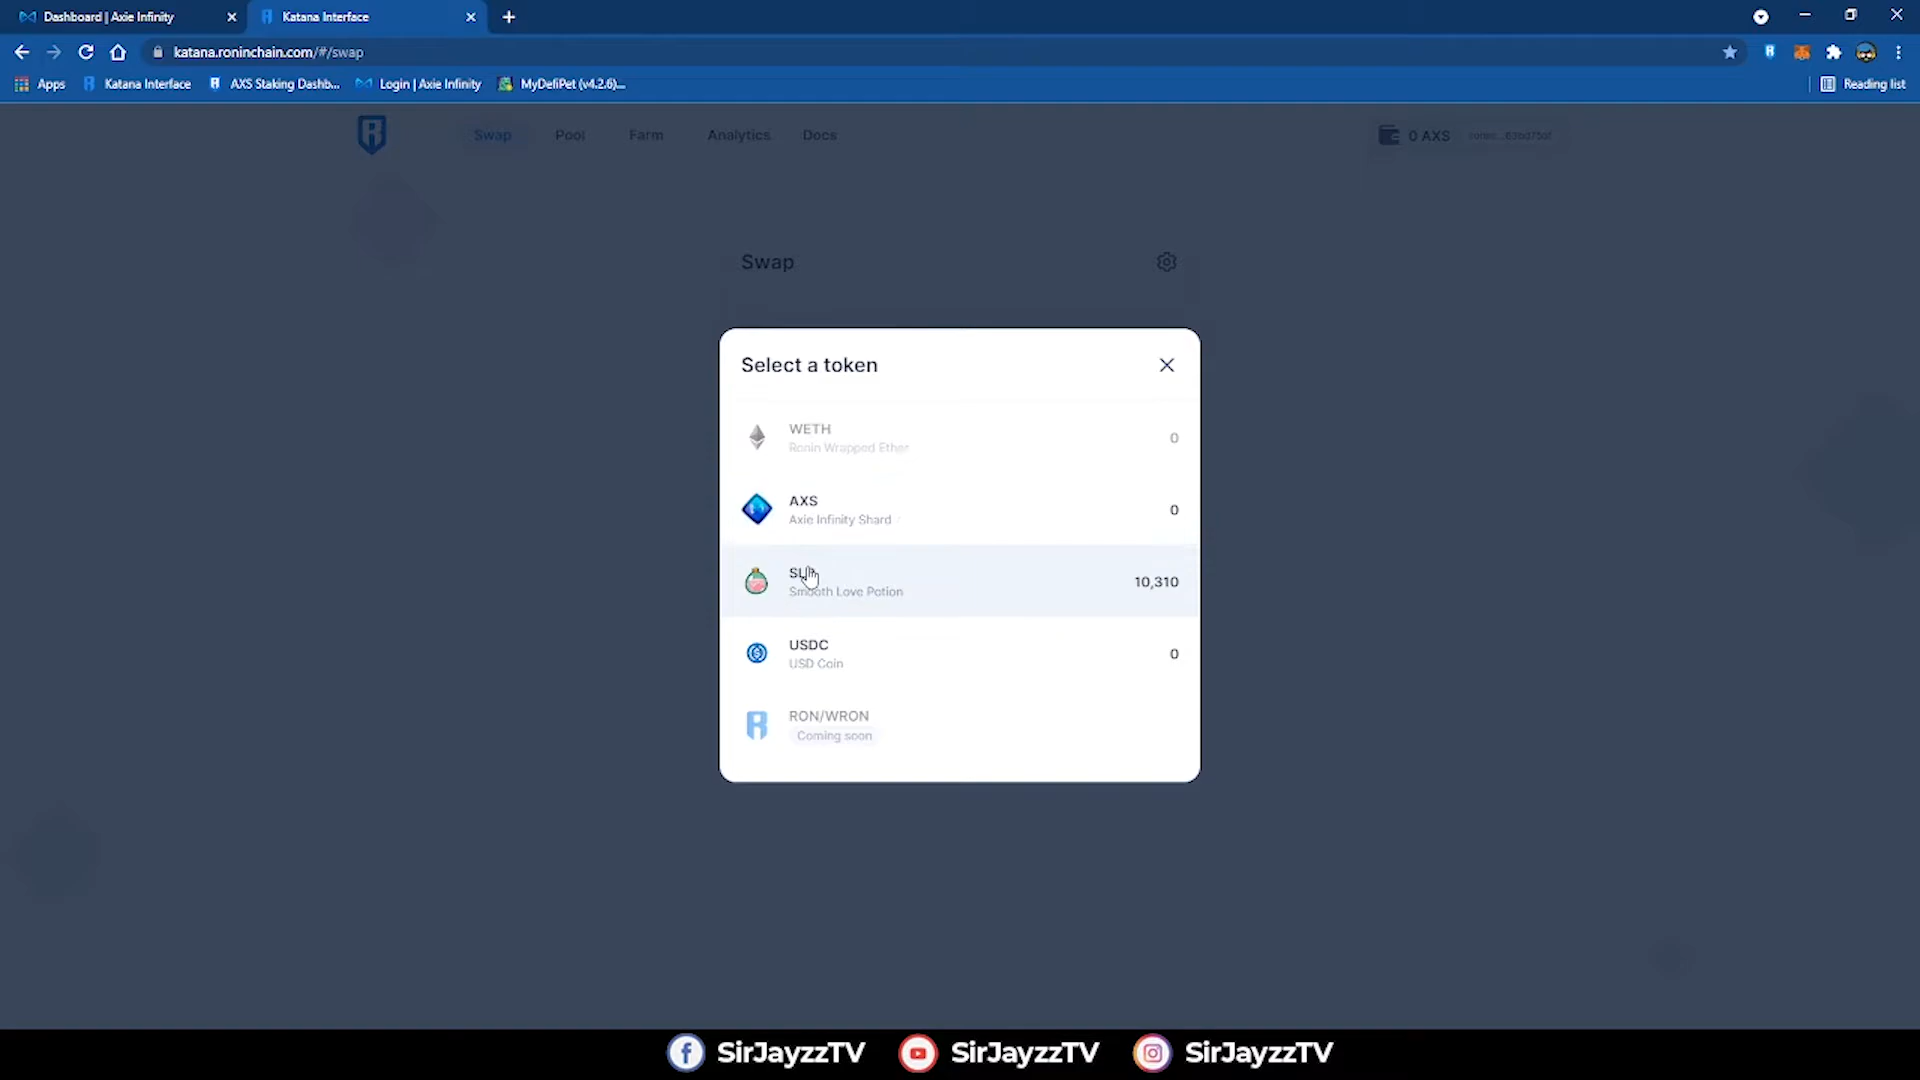 Dashboard | Axie Infinity
Katana Interface
katana.roninchain.com/#/swap
Apps
Katana Interface
AXS Staking Dashb...
Login | Axie Infinity
MyDefiPet (v4.2.6)...
Reading list
Swap
Pool
Farm
Analytics
Docs
0 AXS
Swap
Select a token
WETH
Ronin Wrapped Ether
0
AXS
Axie Infinity Shard
0
SLP
Smooth Love Potion
10,310
USDC
USD Coin
0
RON/WRON
Coming soon
SirJayzzTV
SirJayzzTV
SirJayzzTV